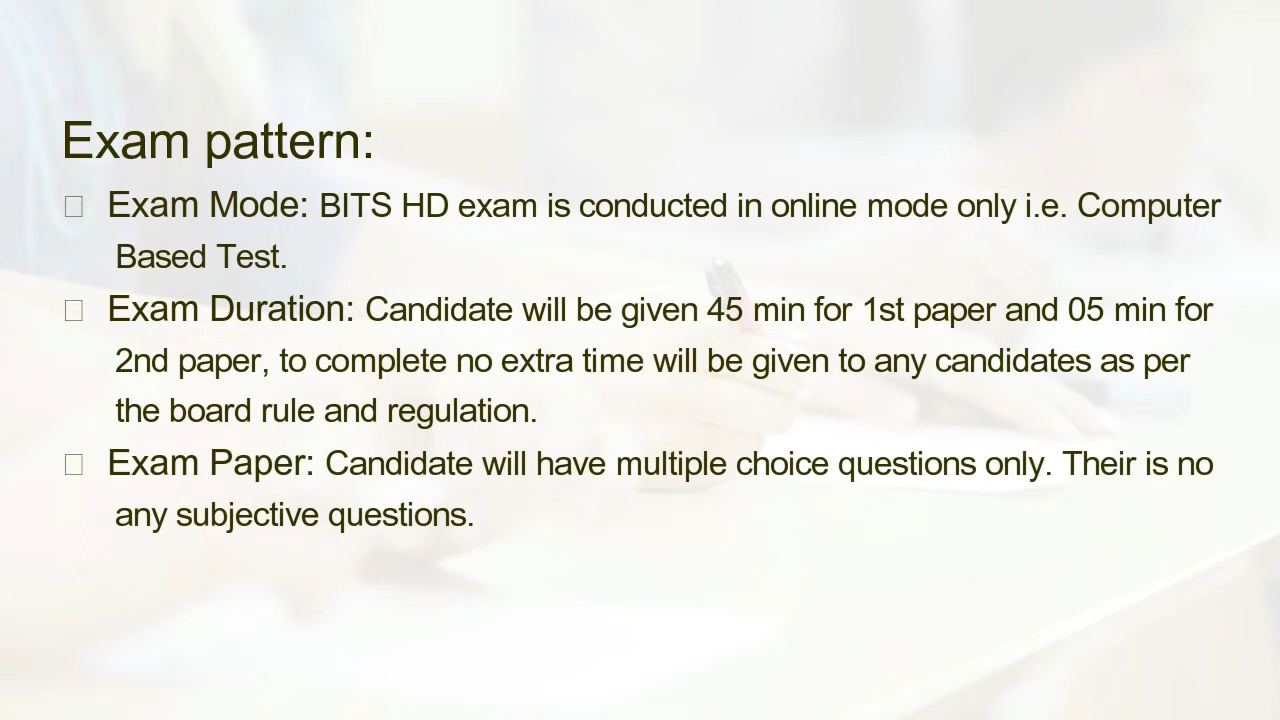 Exam pattern:
Exam Mode: BITS HD exam is conducted in online mode only i.e. Computer
Based Test.
Exam Duration: Candidate will be given 45 min for 1st paper and 05 min for
2nd paper, to complete no extra time will be given to any candidates as per
the board rule and regulation.
Exam Paper: Candidate will have multiple choice questions only. Their is no
any subjective questions.